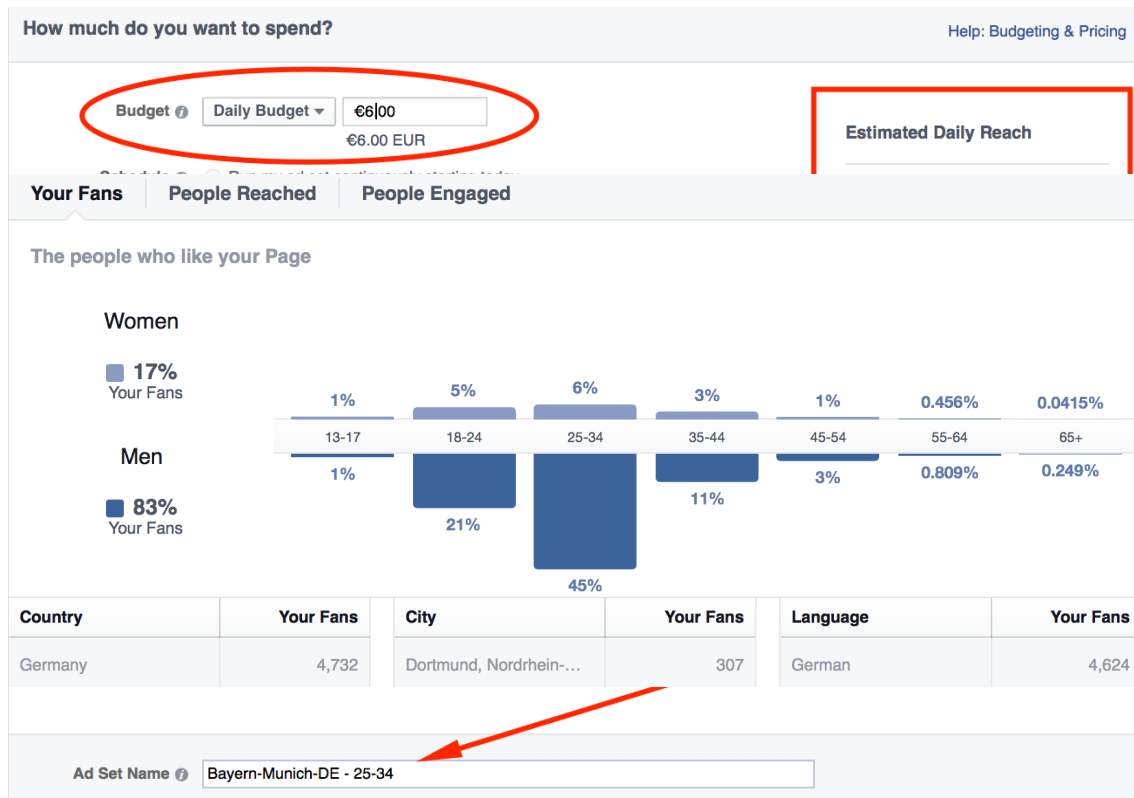 How much do you want to spend?
Help: Budgeting & Pricing
Budget Daily Budget €6|00
€6.00 EUR
Estimated Daily Reach
Your Fans People Reached People Engaged
The people who like your Page
Women
17%
Your Fans
1% 5% 6% 3% 1% 0.456% 0.0415%
13-17 18-24 25-34 35-44 45-54 55-64 65+
Men
83%
Your Fans
1% 21% 45% 11% 3% 0.809% 0.249%
Country Your Fans City Your Fans Language Your Fans
Germany 4,732 Dortmund, Nordrhein-... 307 German 4,624
Ad Set Name Bayern-Munich-DE - 25-34